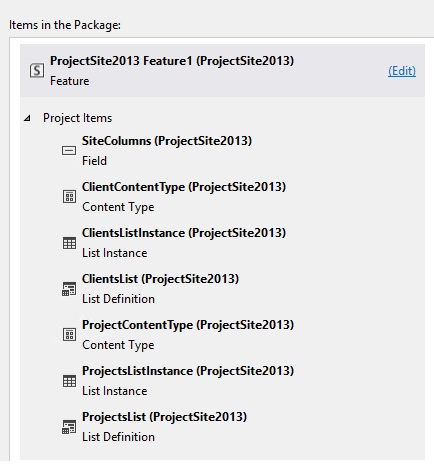 Items in the Package:
ProjectSite2013 Feature1 (ProjectSite2013)
Feature
(Edit)
Project Items
SiteColumns (ProjectSite2013)
Field
ClientContentType (ProjectSite2013)
Content Type
ClientsListInstance (ProjectSite2013)
List Instance
ClientsList (ProjectSite2013)
List Definition
ProjectContentType (ProjectSite2013)
Content Type
ProjectsListInstance (ProjectSite2013)
List Instance
ProjectsList (ProjectSite2013)
List Definition